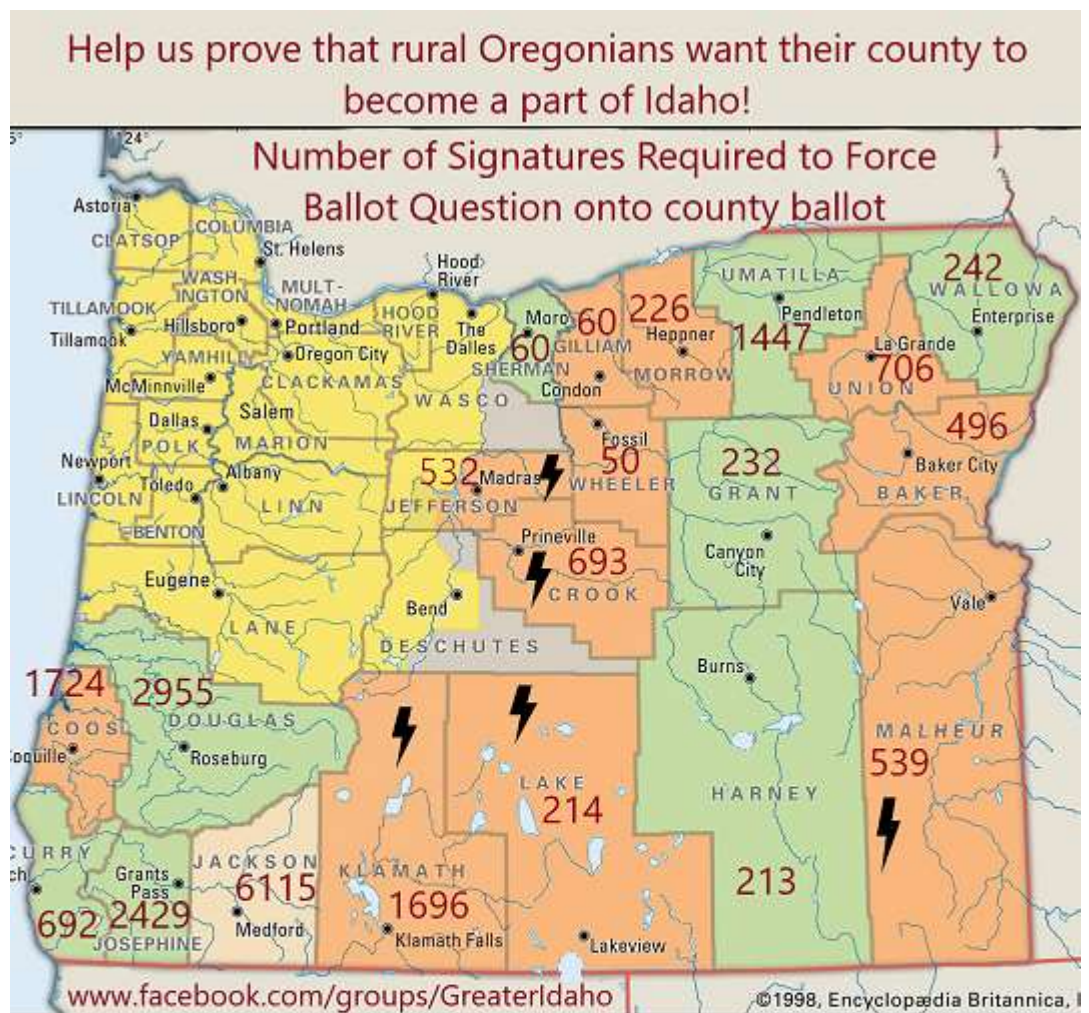 Help us prove that rural Oregonians want their county to
become a part of Idaho!
5°
124°
Number of Signatures Required to Force
Ballot Question onto county ballot
Astoria
CLATSOP
COLUMBIA
St. Helens
Hood
River
WASH-
INGTON
MULT-
NOMAH
TILLAMOOK
Tillamook
Hillsboro
Portland
HOOD
RIVER
The
Dalles
Moro
60
SHERMAN
60
GILLIAM
Condon
226
Heppner
MORROW
UMATILLA
Pendleton
1447
242
WALLOWA
Enterprise
La Grande
706
UNION
YAMHILL
Oregon City
McMinnville
CLACKAMAS
WASCO
Dallas
POLK
Salem
MARION
Fossil
50
WHEELER
232
GRANT
496
Baker City
BAKER
Newport
LINCOLN
Toledo
Albany
LINN
BENTON
532
Madras
JEFFERSON
Prineville
693
CROOK
Canyon
City
Eugene
LANE
Bend
DESCHUTES
Vale
Burns
1724
COOS
oquille
2955
DOUGLAS
Roseburg
LAKE
214
HARNEY
213
MALHEUR
539
CURRY
ch
692
Grants
Pass
2429
JOSEPHINE
JACKSON
6115
Medford
KLAMATH
1696
Klamath Falls
Lakeview
www.facebook.com/groups/GreaterIdaho
©1998, Encyclopædia Britannica, I